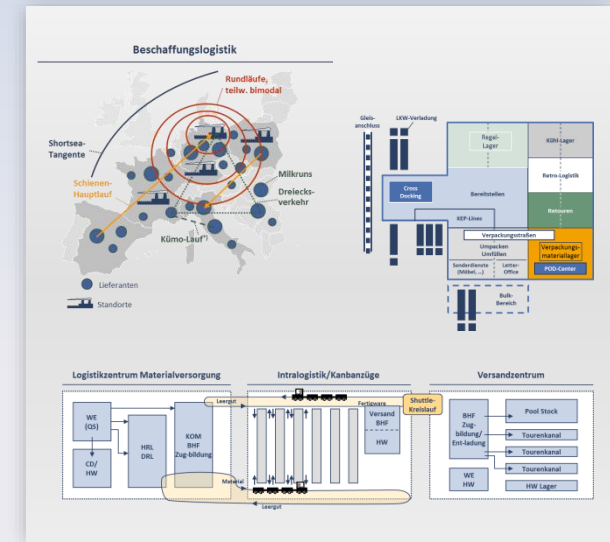 Beschaffungslogistik
Rundläufe,
teilw. bimodal
Shortsea-
Tangente
Schienen-
Hauptlauf
Milkruns
Dreiecks-
verkehr
Kümo-Lauf*)
Lieferanten
Standorte
Gleis-
anschluss
LKW-Verladung
Regal-
Lager
Kühl-Lager
Retro-Logistik
Cross
Docking
Bereitstellen
Retouren
KEP-Lines
Verpackungsstraßen
Umpacken
Umfüllen
Verpackungs-
materiallager
Sonderdienste
(Möbel, ...)
Letter-
Office
POD-Center
Bulk-
Bereich
Logistikzentrum Materialversorgung
Intralogistik/Kanbanzüge
Versandzentrum
Leergut
Fertigware
Shuttle-
Kreislauf
WE
(QS)
CD/
HW
HRL
DRL
KOM
BHF
Zug-bildung
Versand
BHF
HW
Material
Leergut
BHF
Zug-
bildung/
Ent-ladung
WE
HW
Pool Stock
Tourenkanal
Tourenkanal
Tourenkanal
HW Lager